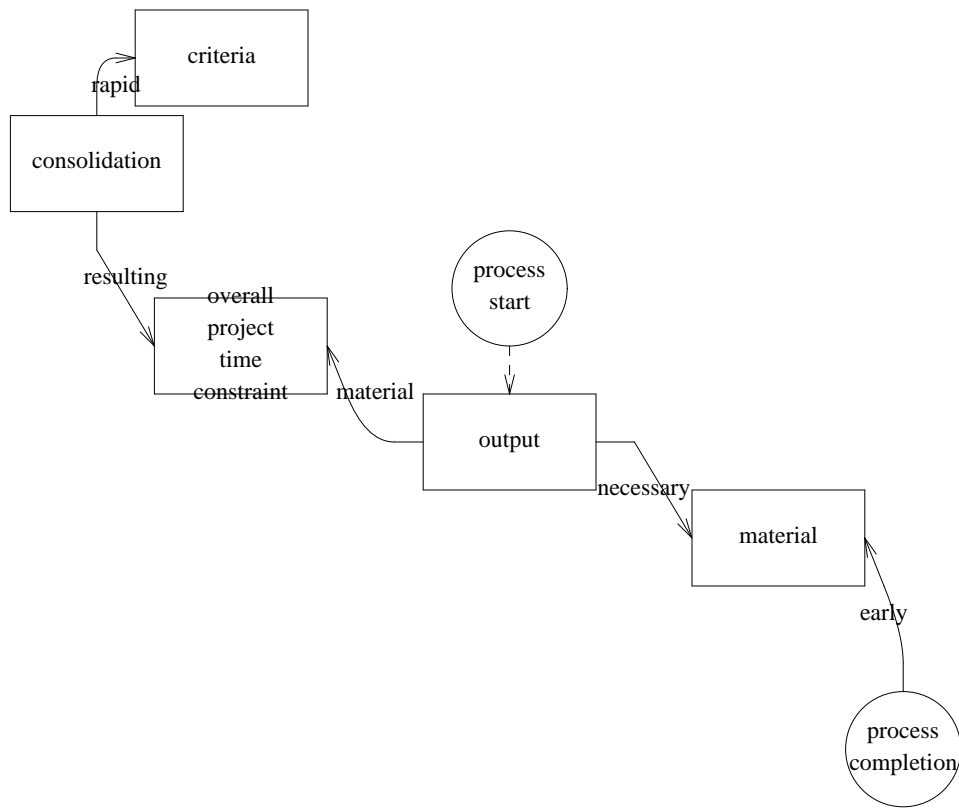 criteria
rapid
consolidation
resulting
process
start
overall
project
time
constraint
material
output
necessary
material
early
process
completion